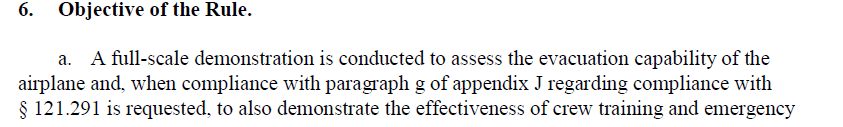 6. Objective of the Rule.
a. A full-scale demonstration is conducted to assess the evacuation capability of the
airplane and, when compliance with paragraph g of appendix J regarding compliance with
§ 121.291 is requested, to also demonstrate the effectiveness of crew training and emergency